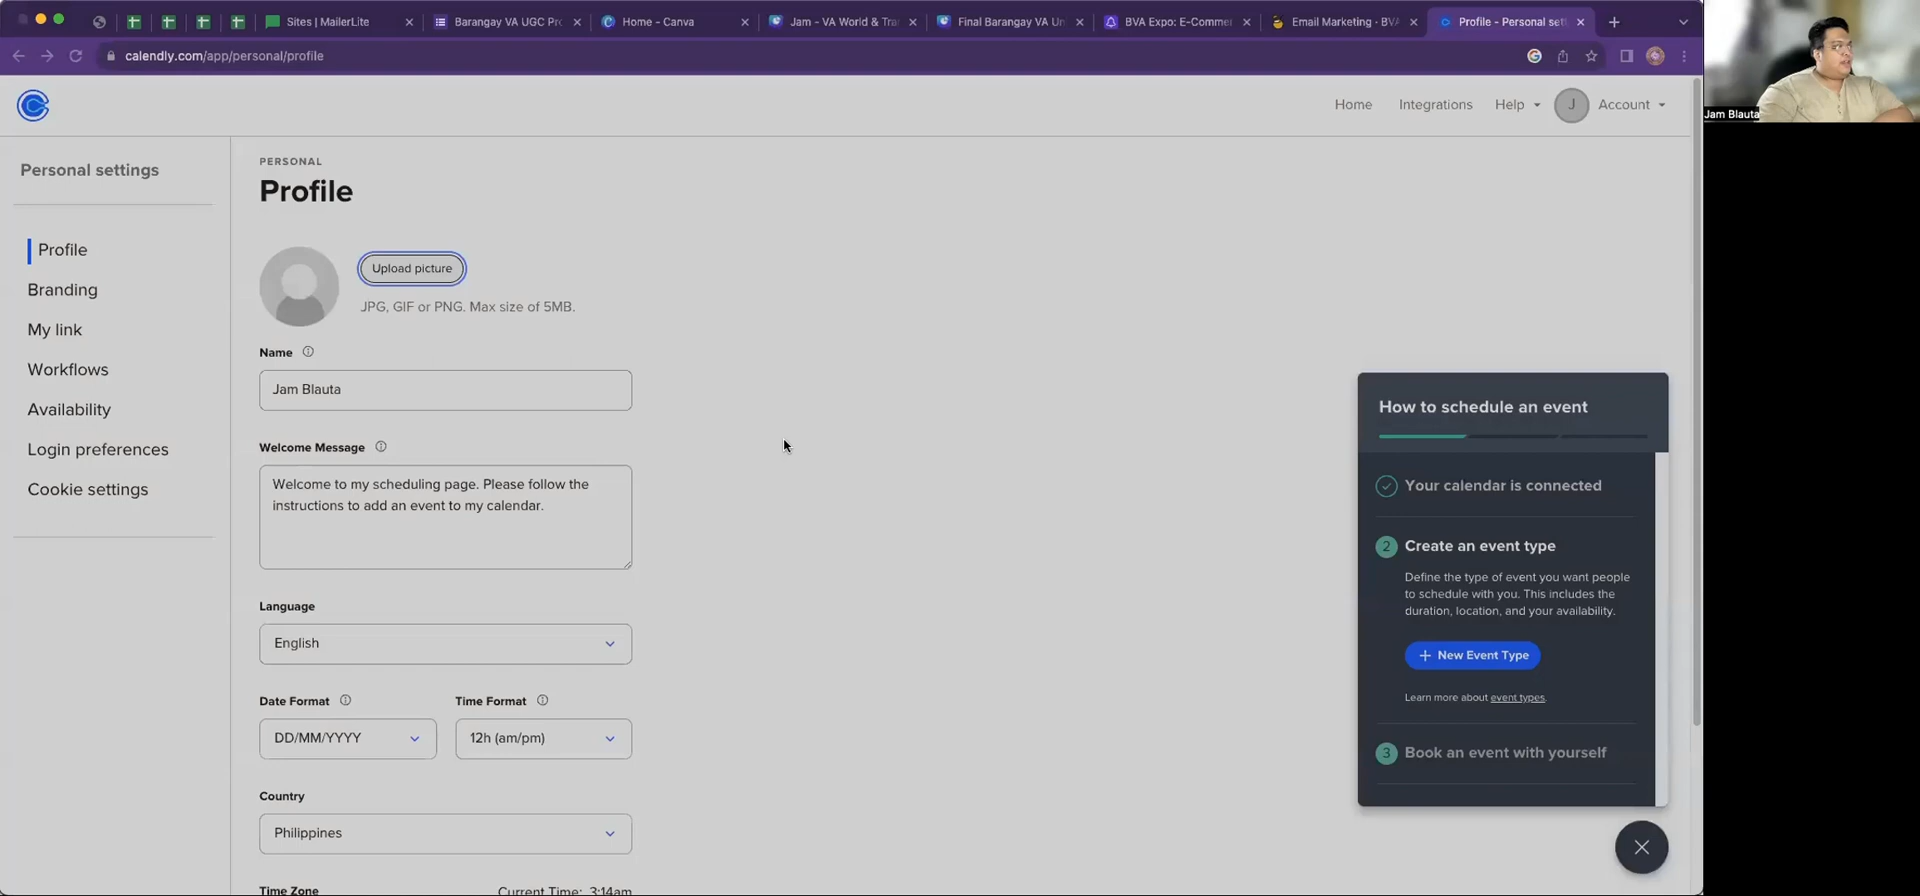 Sites | MailerLite
Barangay VA UGC Pr
Home - Canva
Jam - VA World & Tra
Final Barangay VA Un
BVA Expo: E-Commer
Email Marketing · BV
Profile - Personal set
calendly.com/app/personal/profile
Jam Blauta
Home
Integrations
Help
J
Account
Personal settings
Profile
Branding
My link
Workflows
Availability
Login preferences
Cookie settings
PERSONAL
Profile
Upload picture
JPG, GIF or PNG. Max size of 5MB.
Name
Jam Blauta
Welcome Message
Welcome to my scheduling page. Please follow the
instructions to add an event to my calendar.
Language
English
Date Format
Time Format
DD/MM/YYYY
12h (am/pm)
Country
Philippines
Time Zone
Current Time: 3:14am
How to schedule an event
Your calendar is connected
2 Create an event type
Define the type of event you want people
to schedule with you. This includes the
duration, location, and your availability.
+ New Event Type
Learn more about event types.
3 Book an event with yourself